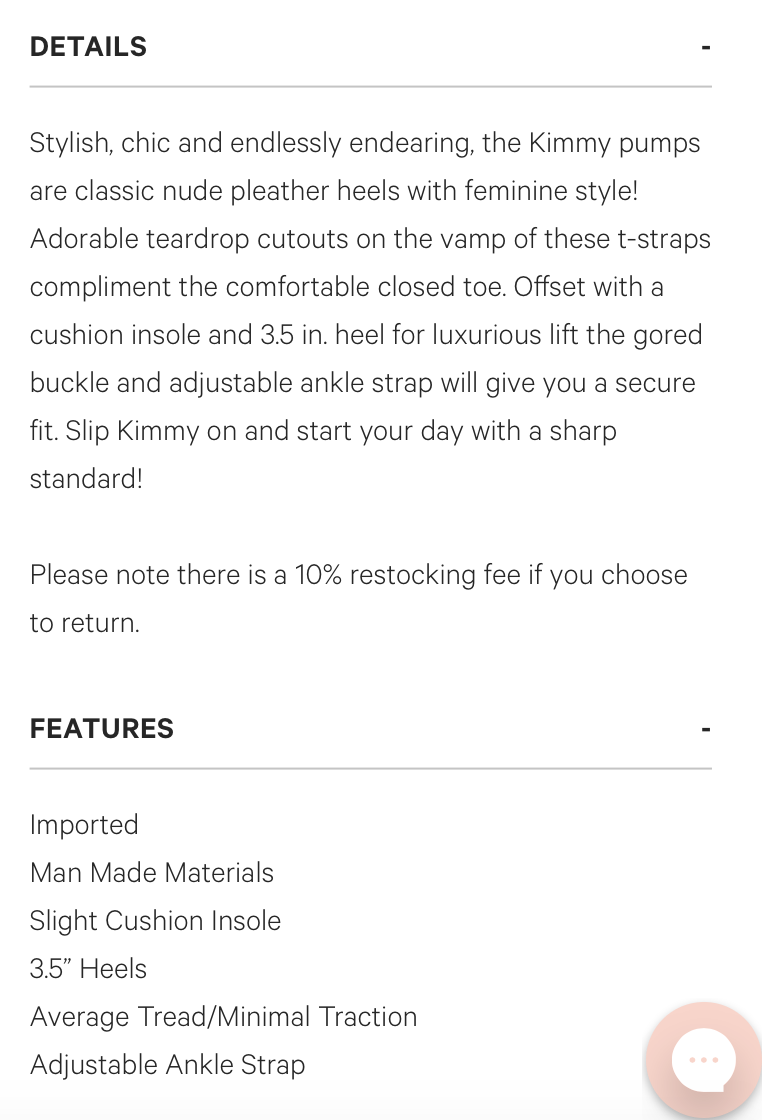 DETAILS -
Stylish, chic and endlessly endearing, the Kimmy pumps
are classic nude pleather heels with feminine style!
Adorable teardrop cutouts on the vamp of these t-straps
compliment the comfortable closed toe. Offset with a
cushion insole and 3.5 in. heel for luxurious lift the gored
buckle and adjustable ankle strap will give you a secure
fit. Slip Kimmy on and start your day with a sharp
standard!
Please note there is a 10% restocking fee if you choose
to return.
FEATURES -
Imported
Man Made Materials
Slight Cushion Insole
3.5” Heels
Average Tread/Minimal Traction
Adjustable Ankle Strap